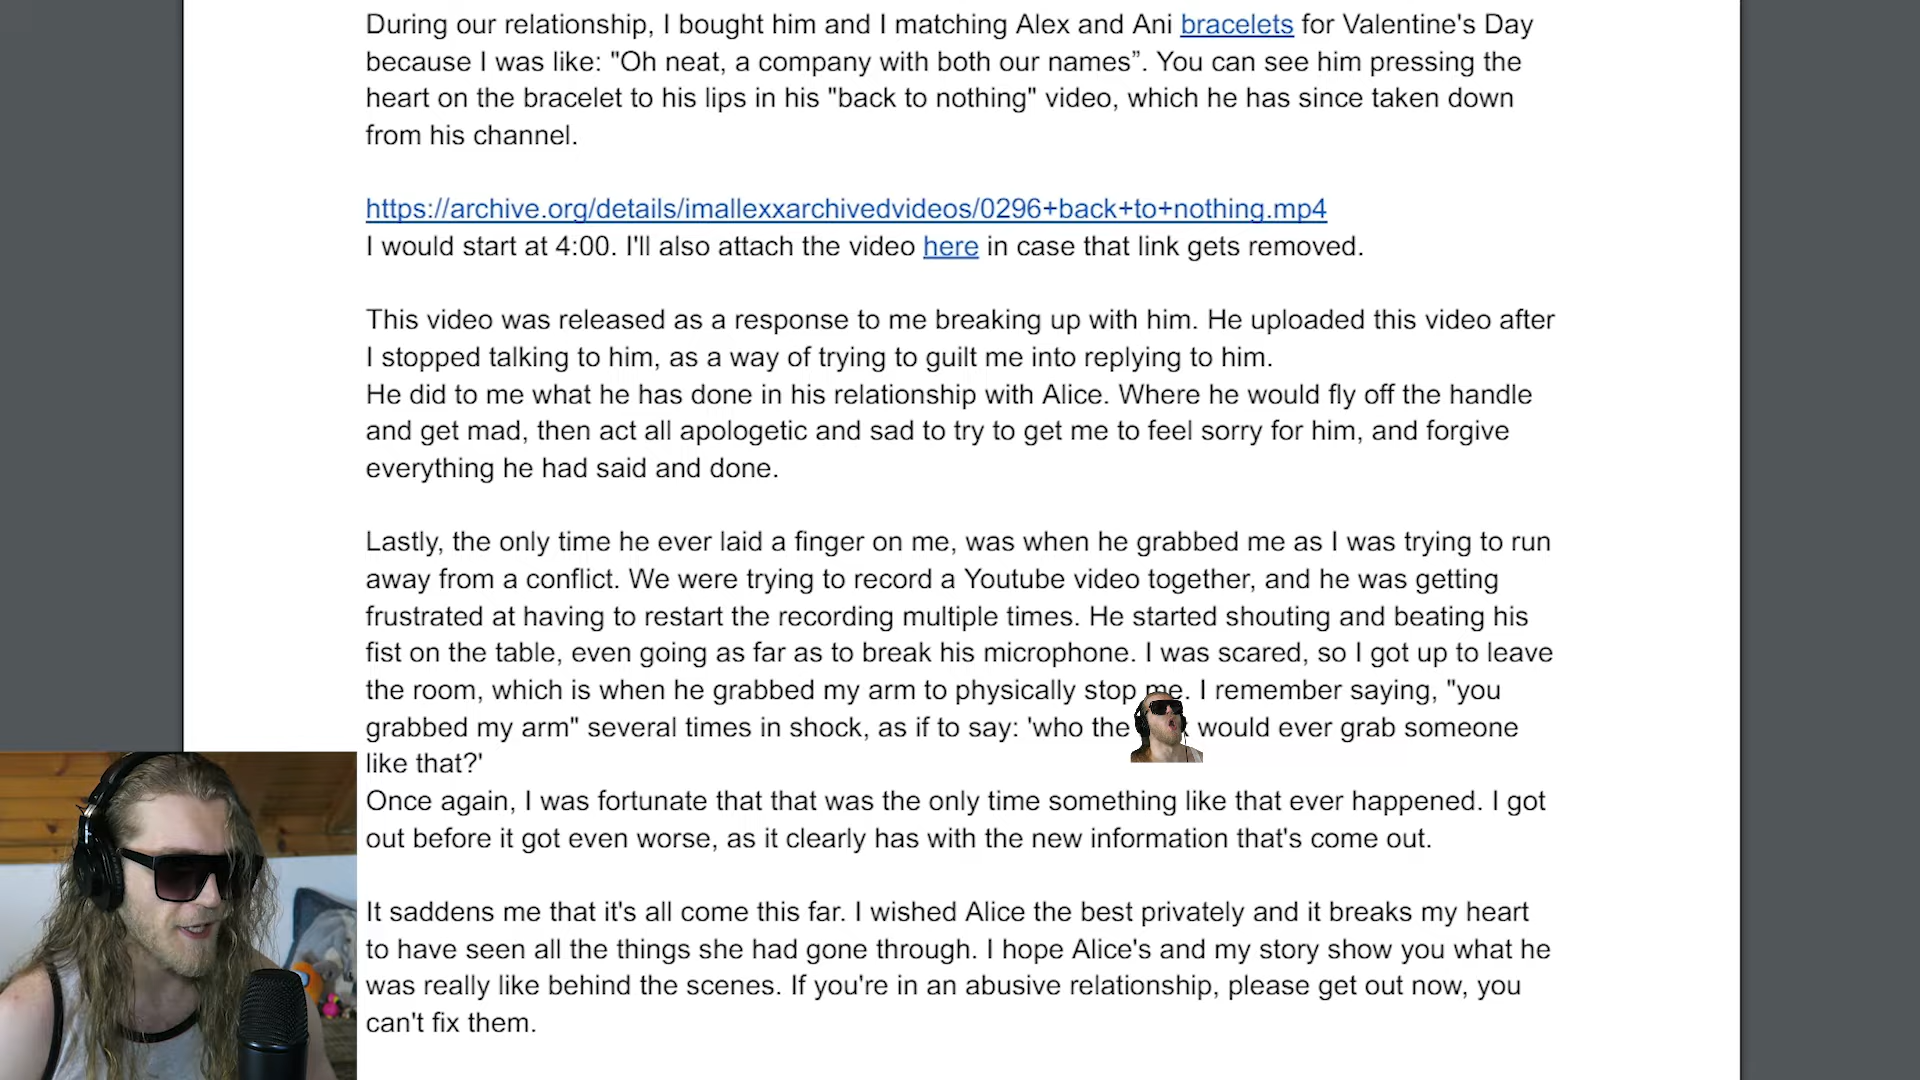 During our relationship, I bought him and I matching Alex and Ani bracelets for Valentine's Day
because I was like: "Oh neat, a company with both our names”. You can see him pressing the
heart on the bracelet to his lips in his "back to nothing" video, which he has since taken down
from his channel.
https://archive.org/details/imallexxarchivedvideos/0296+back+to+nothing.mp4
I would start at 4:00. I'll also attach the video here in case that link gets removed.
This video was released as a response to me breaking up with him. He uploaded this video after
I stopped talking to him, as a way of trying to guilt me into replying to him.
He did to me what he has done in his relationship with Alice. Where he would fly off the handle
and get mad, then act all apologetic and sad to try to get me to feel sorry for him, and forgive
everything he had said and done.
Lastly, the only time he ever laid a finger on me, was when he grabbed me as I was trying to run
away from a conflict. We were trying to record a Youtube video together, and he was getting
frustrated at having to restart the recording multiple times. He started shouting and beating his
fist on the table, even going as far as to break his microphone. I was scared, so I got up to leave
the room, which is when he grabbed my arm to physically stop me. I remember saying, "you
grabbed my arm" several times in shock, as if to say: 'who the would ever grab someone
like that?'
Once again, I was fortunate that that was the only time something like that ever happened. I got
out before it got even worse, as it clearly has with the new information that's come out.
It saddens me that it's all come this far. I wished Alice the best privately and it breaks my heart
to have seen all the things she had gone through. I hope Alice's and my story show you what he
was really like behind the scenes. If you're in an abusive relationship, please get out now, you
can't fix them.